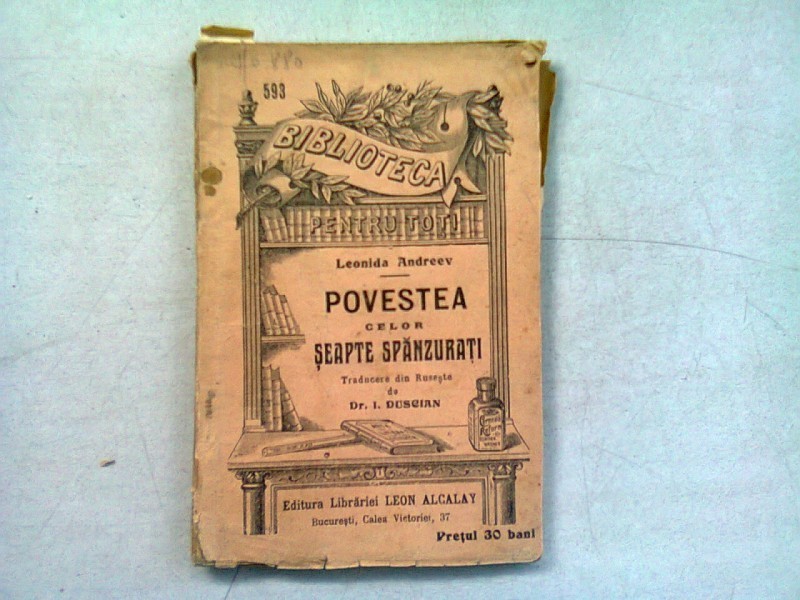 593
BIBLIOTECA
PENTRU TOȚI
Leonida Andreev
POVESTEA
CELOR
ȘEAPTE SPĂNZURAȚI
Traducere din Rusește
de
Dr. I. DUSCIAN
Editura Librăriei LEON ALCALAY
București, Calea Victoriei, 37
Prețul 30 bani